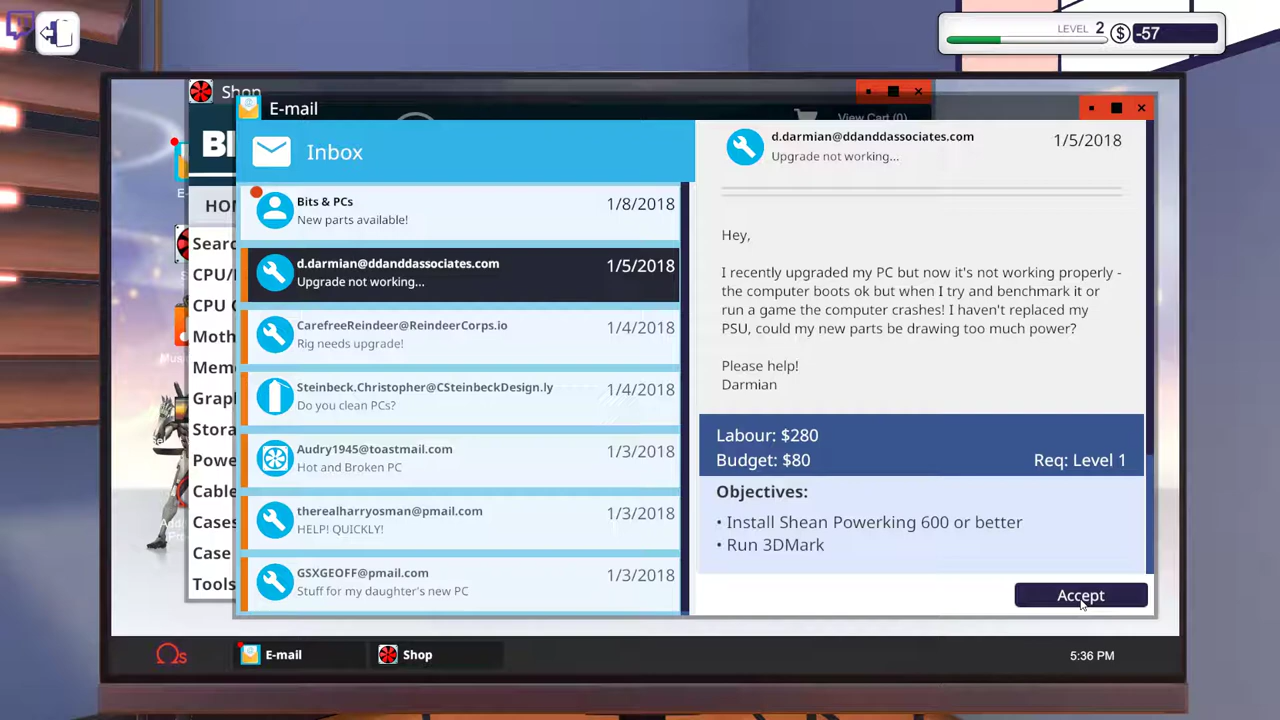 LEVEL 2
$ -57
Shop
E-mail
View Cart (0)
Inbox
d.darmian@ddanddassociates.com
Upgrade not working...
1/5/2018
Bits & PCs
New parts available!
1/8/2018
d.darmian@ddanddassociates.com
Upgrade not working...
1/5/2018
CarefreeReindeer@ReindeerCorps.io
Rig needs upgrade!
1/4/2018
Steinbeck.Christopher@CSteinbeckDesign.ly
Do you clean PCs?
1/4/2018
Audry1945@toastmail.com
Hot and Broken PC
1/3/2018
therealharryosman@pmail.com
HELP! QUICKLY!
1/3/2018
GSXGEOFF@pmail.com
Stuff for my daughter's new PC
1/3/2018
Hey,
I recently upgraded my PC but now it's not working properly -
the computer boots ok but when I try and benchmark it or
run a game the computer crashes! I haven't replaced my
PSU, could my new parts be drawing too much power?
Please help!
Darmian
Labour: $280
Budget: $80
Req: Level 1
Objectives:
• Install Shean Powerking 600 or better
• Run 3DMark
Accept
BI
HO
Searc
CPU/
CPU C
Moth
Mem
Grap
Stora
Powe
Cable
Cases
Case
Tools
Ωs
E-mail
Shop
5:36 PM